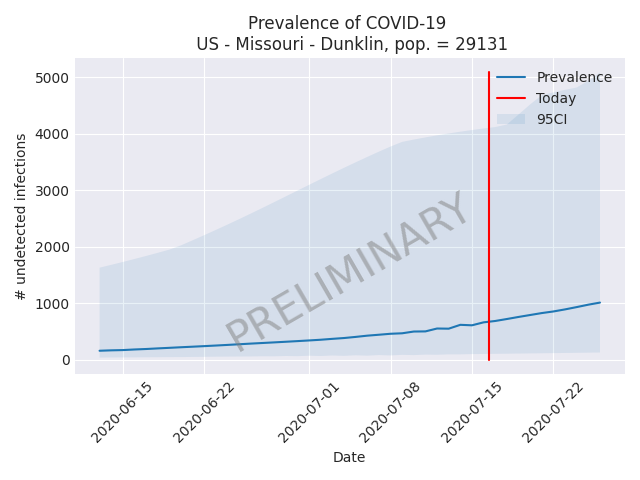 Prevalence of COVID-19
US - Missouri - Dunklin, pop. = 29131
# undetected infections
5000
4000
3000
2000
1000
0
Prevalence
Today
95CI
PRELIMINARY
2020-06-15
2020-06-22
2020-07-01
2020-07-08
2020-07-15
2020-07-22
Date